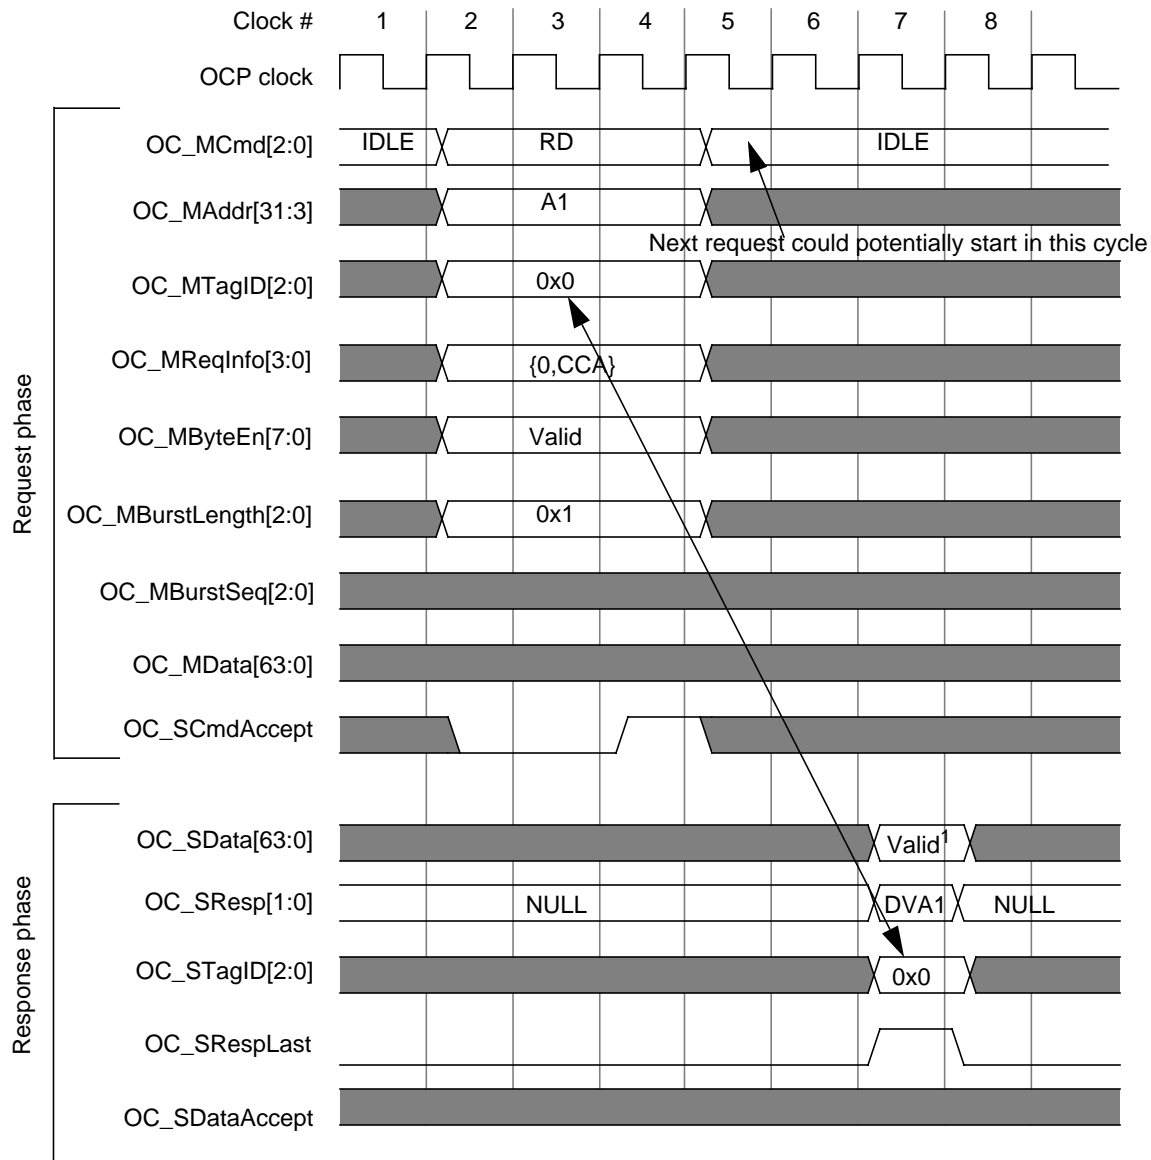 Clock # 1 2 3 4 5 6 7 8
OCP clock
Request phase
OC_MCmd[2:0] IDLE RD IDLE
OC_MAddr[31:3] A1
Next request could potentially start in this cycle
OC_MTagID[2:0] 0x0
OC_MReqInfo[3:0] {0,CCA}
OC_MByteEn[7:0] Valid
OC_MBurstLength[2:0] 0x1
OC_MBurstSeq[2:0]
OC_MData[63:0]
OC_SCmdAccept
Response phase
OC_SData[63:0] Valid1
OC_SResp[1:0] NULL DVA1 NULL
OC_STagID[2:0] 0x0
OC_SRespLast
OC_SDataAccept